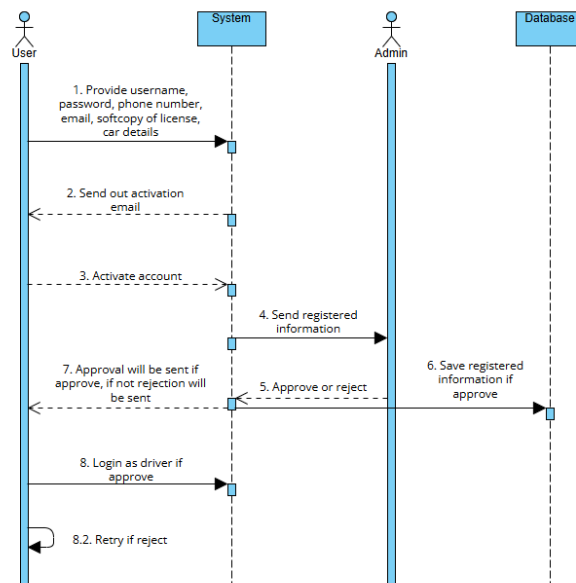 System
Database
User
Admin
1. Provide username,
password, phone number,
email, softcopy of license,
car details
2. Send out activation
email
3. Activate account
4. Send registered
information
7. Approval will be sent if
approve, if not rejection will
be sent
5. Approve or reject
6. Save registered
information if
approve
8. Login as driver if
approve
8.2. Retry if reject